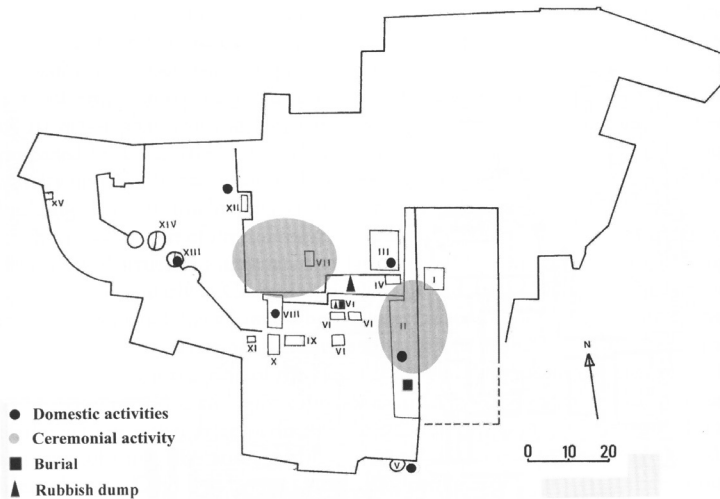 XV
XII
XIV
XIII
VII
III
IV
I
VI
VIII
VI
VI
II
XI
X
IX
VI
N
V
Domestic activities
Ceremonial activity
Burial
Rubbish dump
0 10 20